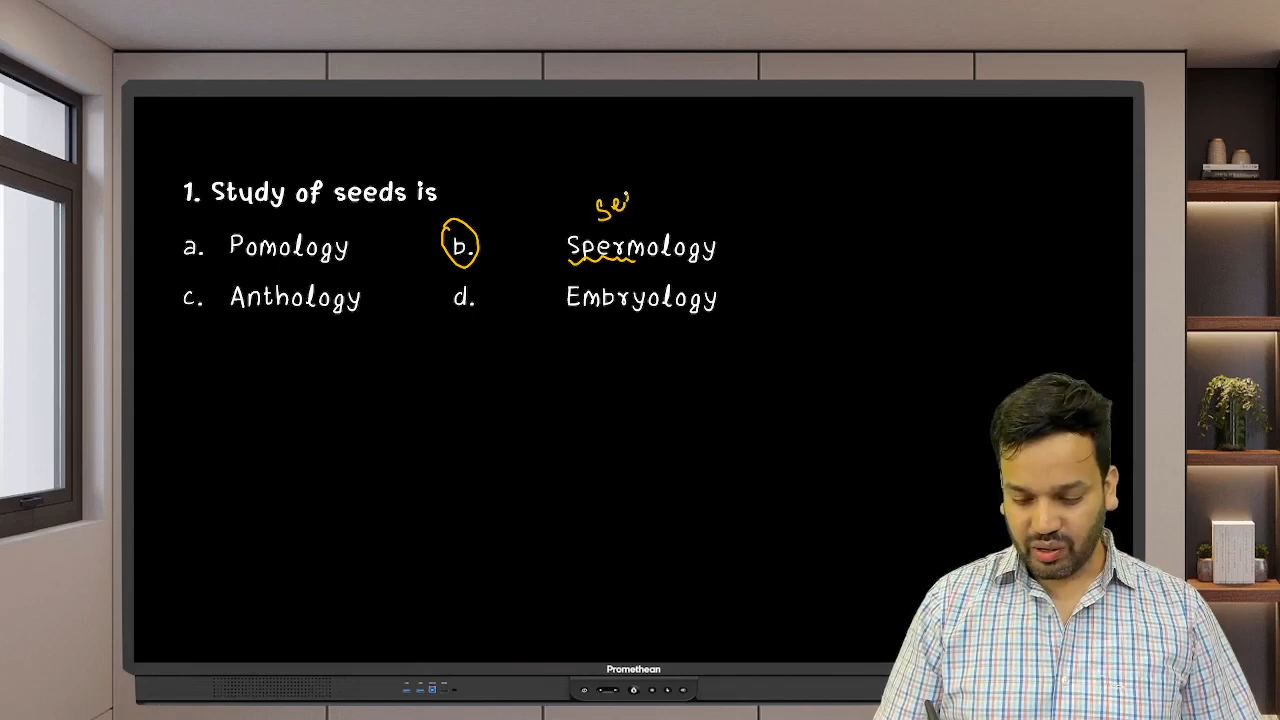 1. Study of seeds is
a. Pomology b. Spermology
c. Anthology d. Embryology
Promethean